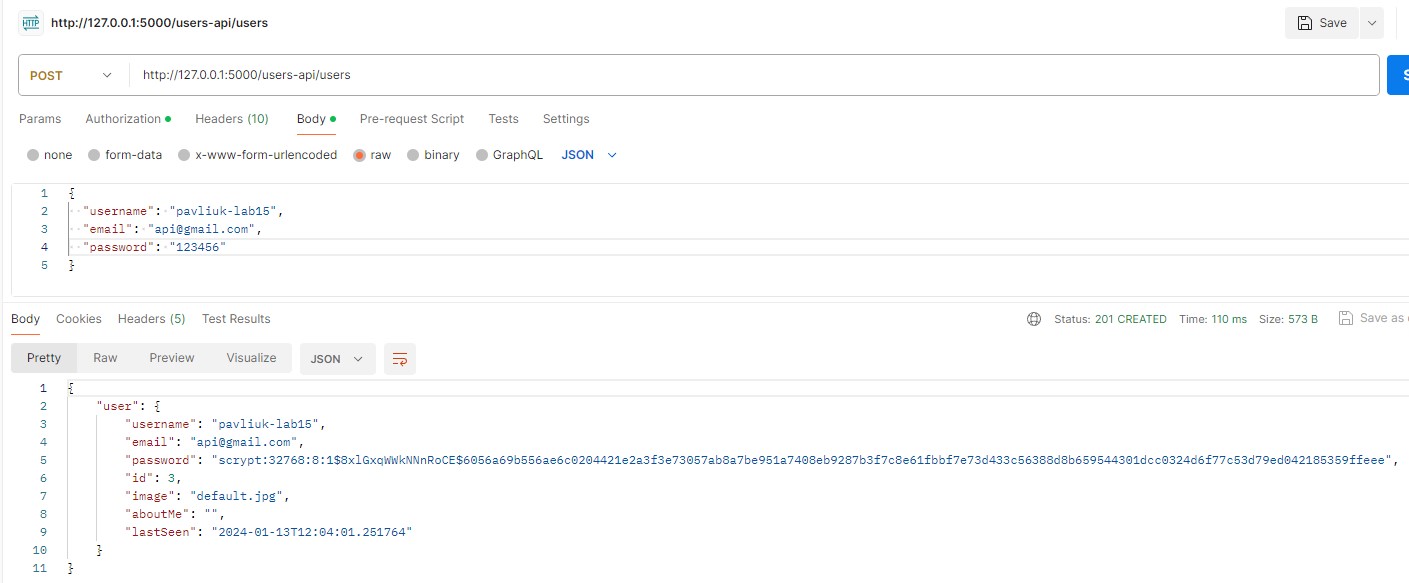 HTTP http://127.0.0.1:5000/users-api/users Save
POST http://127.0.0.1:5000/users-api/users S
Params Authorization Headers (10) Body Pre-request Script Tests Settings
none form-data x-www-form-urlencoded raw binary GraphQL JSON
1 {
2 "username": "pavliuk-lab15",
3 "email": "api@gmail.com",
4 "password": "123456"
5 }
Body Cookies Headers (5) Test Results Status: 201 CREATED Time: 110 ms Size: 573 B Save as
Pretty Raw Preview Visualize JSON
1 {
2 "user": {
3 "username": "pavliuk-lab15",
4 "email": "api@gmail.com",
5 "password": "scrypt:32768:8:1$8xlGxqWWkNNnRoCE$6056a69b556ae6c0204421e2a3f3e73057ab8a7be951a7408eb9287b3f7c8e61fbbf7e73d433c56388d8b659544301dcc0324d6f77c53d79ed042185359ffeee",
6 "id": 3,
7 "image": "default.jpg",
8 "aboutMe": "",
9 "lastSeen": "2024-01-13T12:04:01.251764"
10 }
11 }